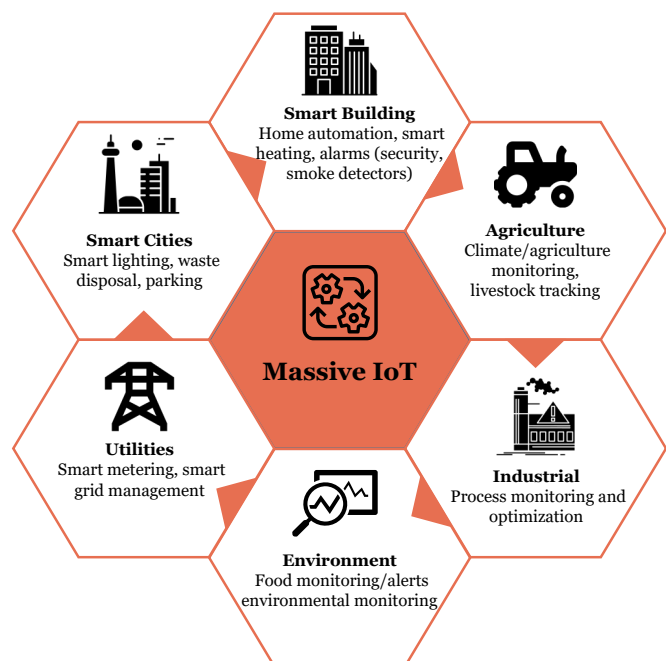 Smart Building
Home automation, smart
heating, alarms (security,
smoke detectors)
Smart Cities
Smart lighting, waste
disposal, parking
Agriculture
Climate/agriculture
monitoring,
livestock tracking
Massive IoT
Utilities
Smart metering, smart
grid management
Industrial
Process monitoring and
optimization
Environment
Food monitoring/alerts
environmental monitoring